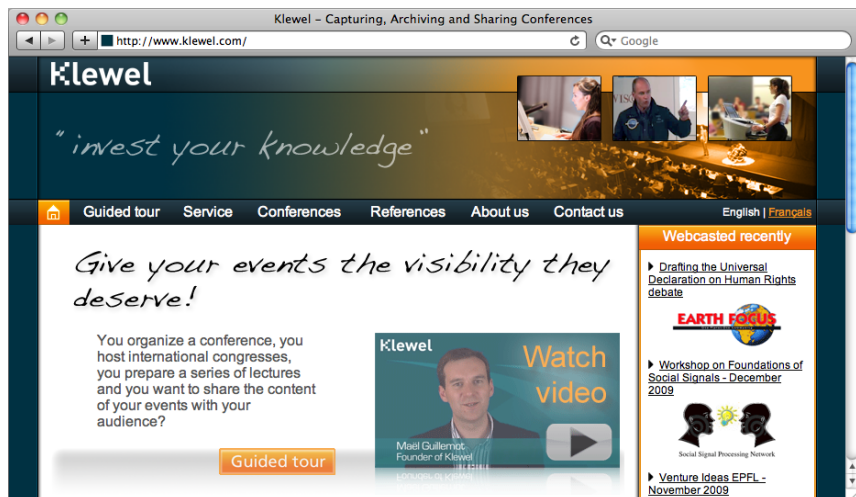 Klewel – Capturing, Archiving and Sharing Conferences
http://www.klewel.com/
Google
Klewel
"invest your knowledge"
Guided tour Service Conferences References About us Contact us English | Français
Give your events the visibility they
deserve!
You organize a conference, you
host international congresses,
you prepare a series of lectures
and you want to share the content
of your events with your
audience?
Guided tour
Klewel
Watch
video
Maël Guillemot
Founder of Klewel
Webcasted recently
Drafting the Universal
Declaration on Human Rights
debate
EARTH FOCUS
Workshop on Foundations of
Social Signals - December
2009
Social Signal Processing Network
Venture Ideas EPFL -
November 2009